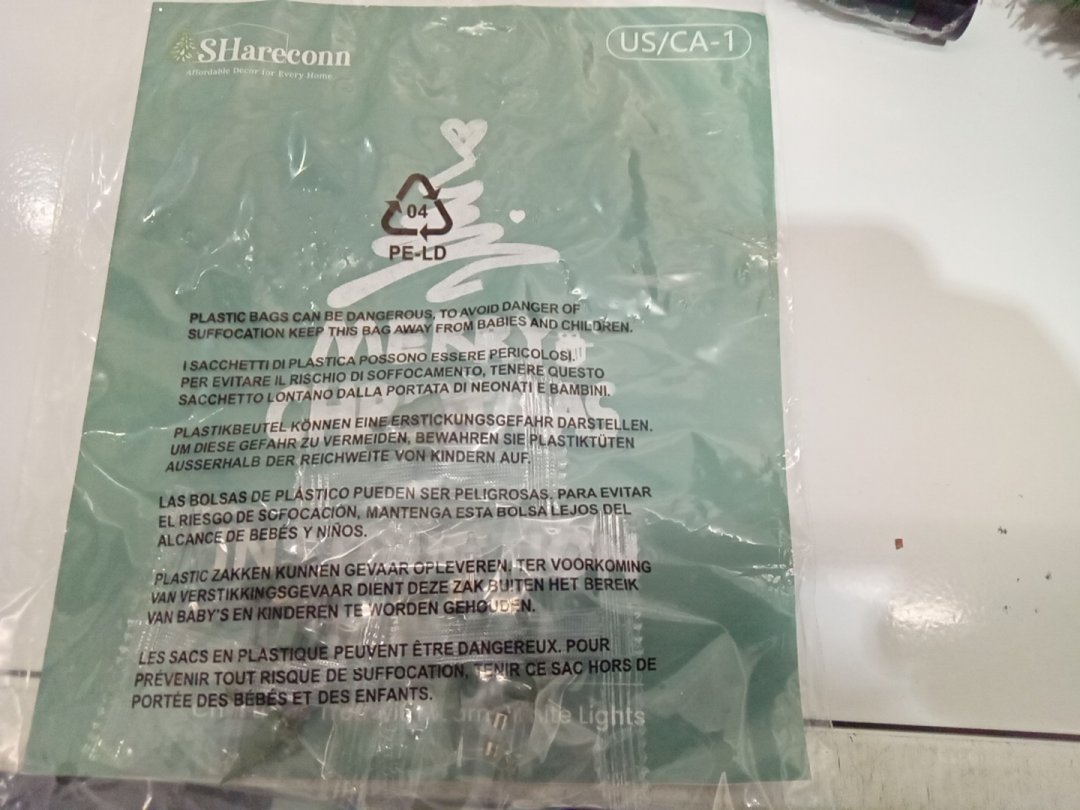 SHareconn
Affordable Decor for Every Home
US/CA-1
04
PE-LD
PLASTIC BAGS CAN BE DANGEROUS, TO AVOID DANGER OF
SUFFOCATION KEEP THIS BAG AWAY FROM BABIES AND CHILDREN.
MERRY
I SACCHETTI DI PLASTICA POSSONO ESSERE PERICOLOSI.
PER EVITARE IL RISCHIO DI SOFFOCAMENTO, TENERE QUESTO
SACCHETTO LONTANO DALLA PORTATA DI NEONATI E BAMBINI.
PLASTIKBEUTEL KÖNNEN EINE ERSTICKUNGSGEFAHR DARSTELLEN.
UM DIESE GEFAHR ZU VERMEIDEN, BEWAHREN SIE PLASTIKTÜTEN
AUSSERHALB DER REICHWEITE VON KINDERN AUF.
LAS BOLSAS DE PLÁSTICO PUEDEN SER PELIGROSAS. PARA EVITAR
EL RIESGO DE SOFOCACIÓN, MANTENGA ESTA BOLSA LEJOS DEL
ALCANCE DE BEBÉS Y NIÑOS.
PLASTIC ZAKKEN KUNNEN GEVAAR OPLEVEREN. TER VOORKOMING
VAN VERSTIKKINGSGEVAAR DIENT DEZE ZAK BUITEN HET BEREIK
VAN BABY'S EN KINDEREN TE WORDEN GEHOUDEN.
LES SACS EN PLASTIQUE PEUVENT ÊTRE DANGEREUX. POUR
PRÉVENIR TOUT RISQUE DE SUFFOCATION, TENIR CE SAC HORS DE
PORTÉE DES BÉBÉS ET DES ENFANTS.
Lights